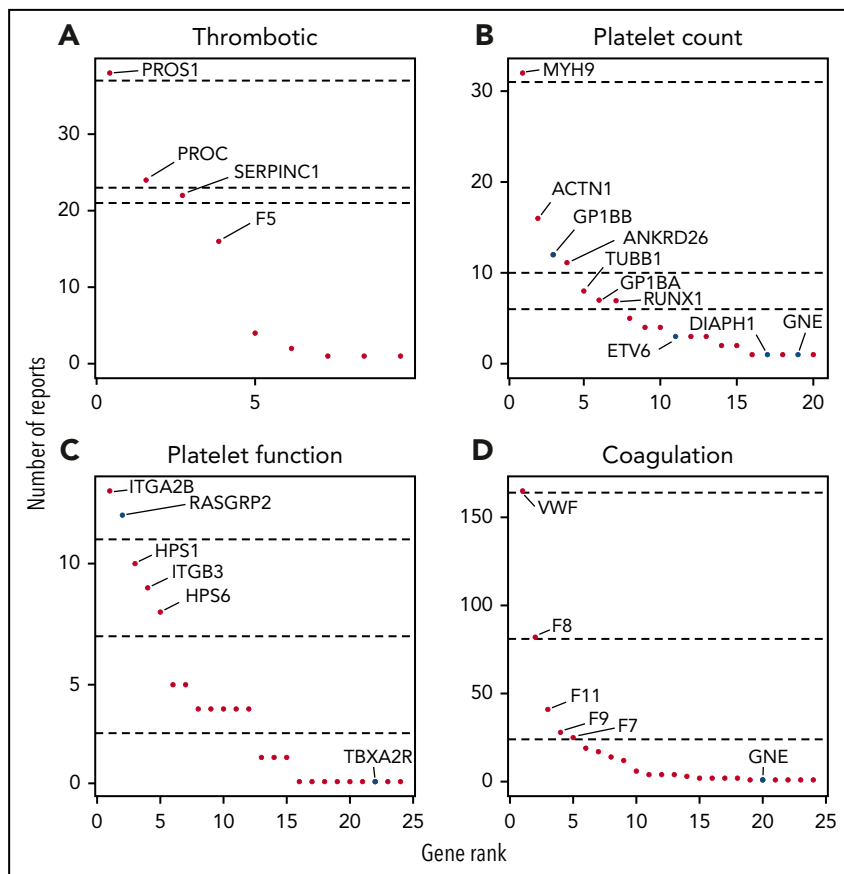 A Thrombotic
PROS1
PROC
SERPINC1
F5
30
20
10
0
0 5
B Platelet count
MYH9
ACTN1
GP1BB
ANKRD26
TUBB1
GP1BA
RUNX1
DIAPH1 GNE
ETV6
30
20
10
0
0 5 10 15 20
C Platelet function
ITGA2B
RASGRP2
HPS1
ITGB3
HPS6
TBXA2R
10
5
0
0 5 10 15 20 25
D Coagulation
VWF
F8
F11
F9 F7
GNE
150
100
50
0
0 5 10 15 20 25
Number of reports
Gene rank